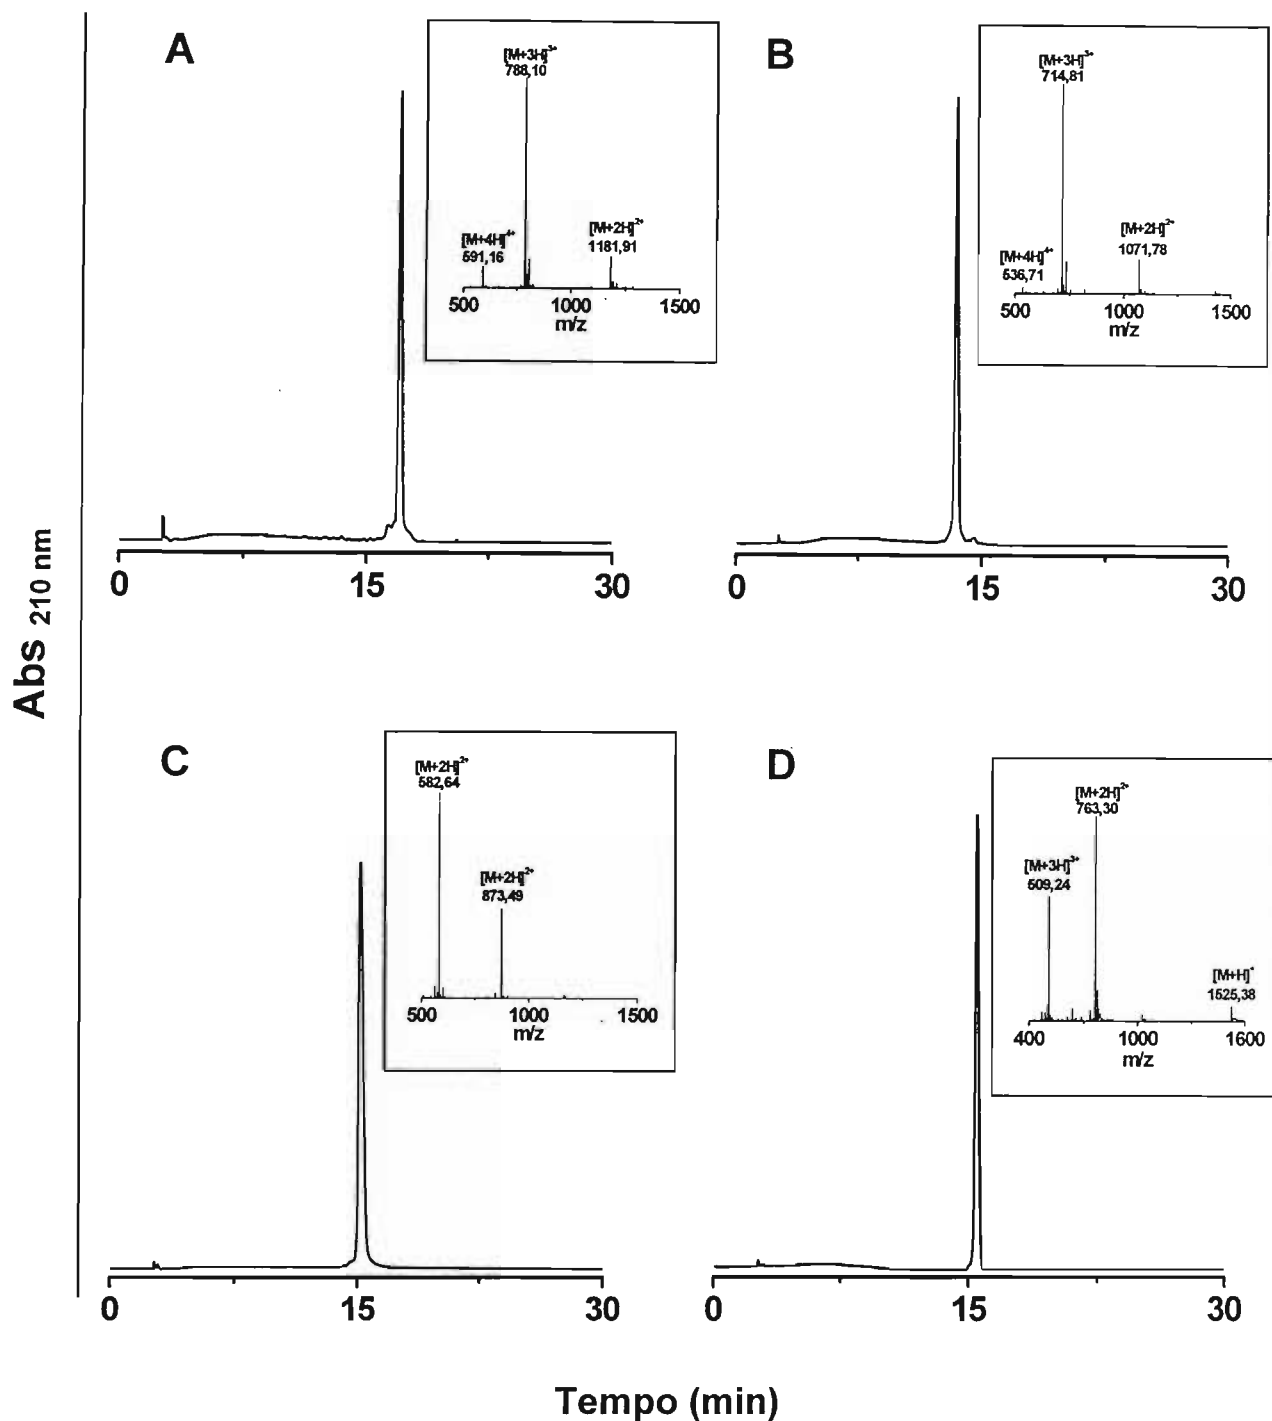 A
[M+3H]³⁺
788,10
[M+4H]⁴⁺
591,16
[M+2H]²⁺
1181,91
500 1000 1500
m/z
0 15 30
B
[M+3H]³⁺
714,81
[M+4H]⁴⁺
536,71
[M+2H]²⁺
1071,78
500 1000 1500
m/z
0 15 30
Abs 210 nm
C
[M+2H]²⁺
582,64
[M+2H]²⁺
873,49
500 1000 1500
m/z
0 15 30
D
[M+2H]²⁺
763,30
[M+3H]³⁺
509,24
[M+H]⁺
1525,38
400 1000 1600
m/z
0 15 30
Tempo (min)